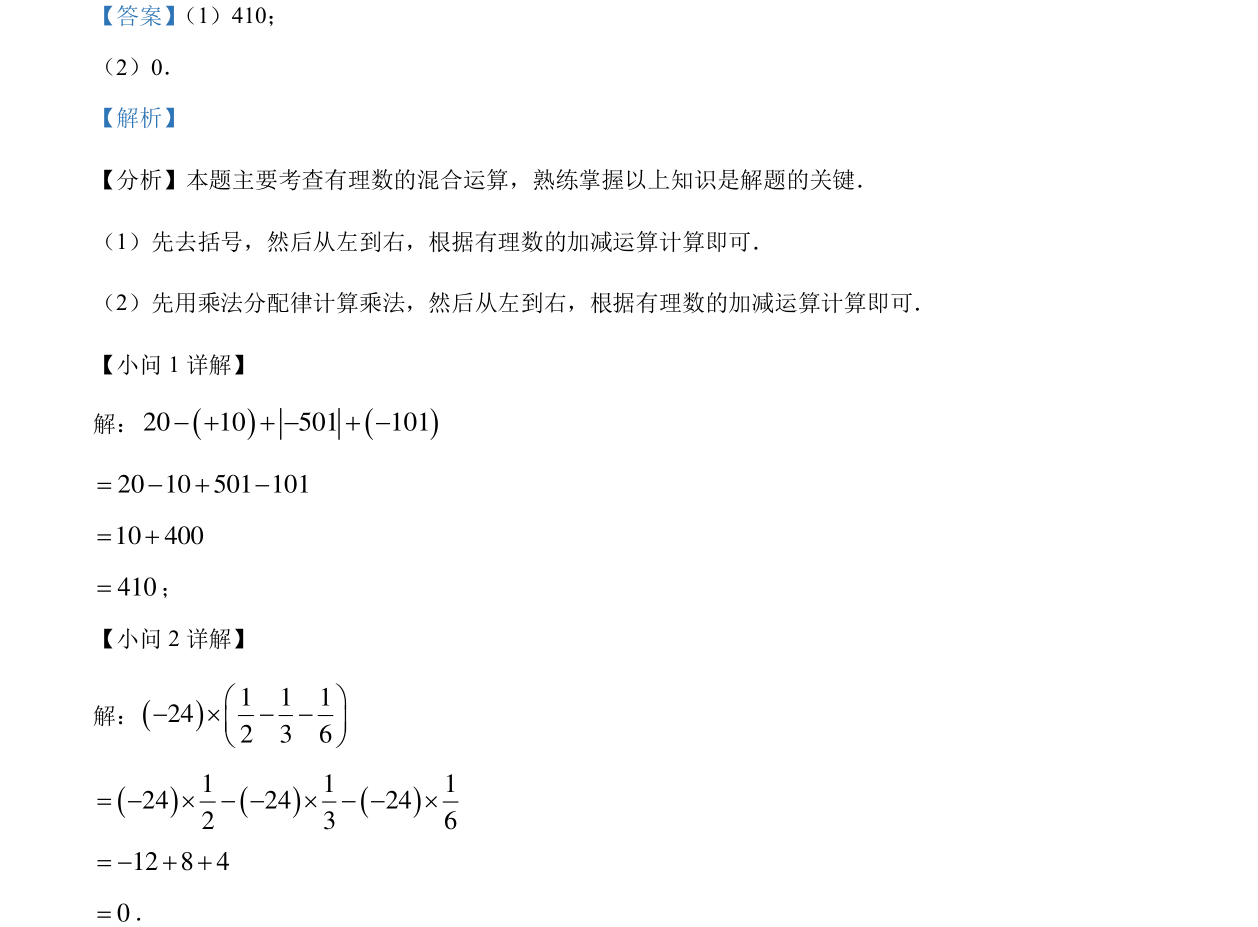 【答案】（1）410；
（2）0．
【解析】
【分析】本题主要考查有理数的混合运算，熟练掌握以上知识是解题的关键．
（1）先去括号，然后从左到右，根据有理数的加减运算计算即可．
（2）先用乘法分配律计算乘法，然后从左到右，根据有理数的加减运算计算即可．
【小问 1 详解】
解：20−(+10)+|−501|+(−101)
=20−10+501−101
=10+400
=410；
【小问 2 详解】
解：(−24)×(1/2−1/3−1/6)
=(−24)×1/2−(−24)×1/3−(−24)×1/6
=−12+8+4
=0．